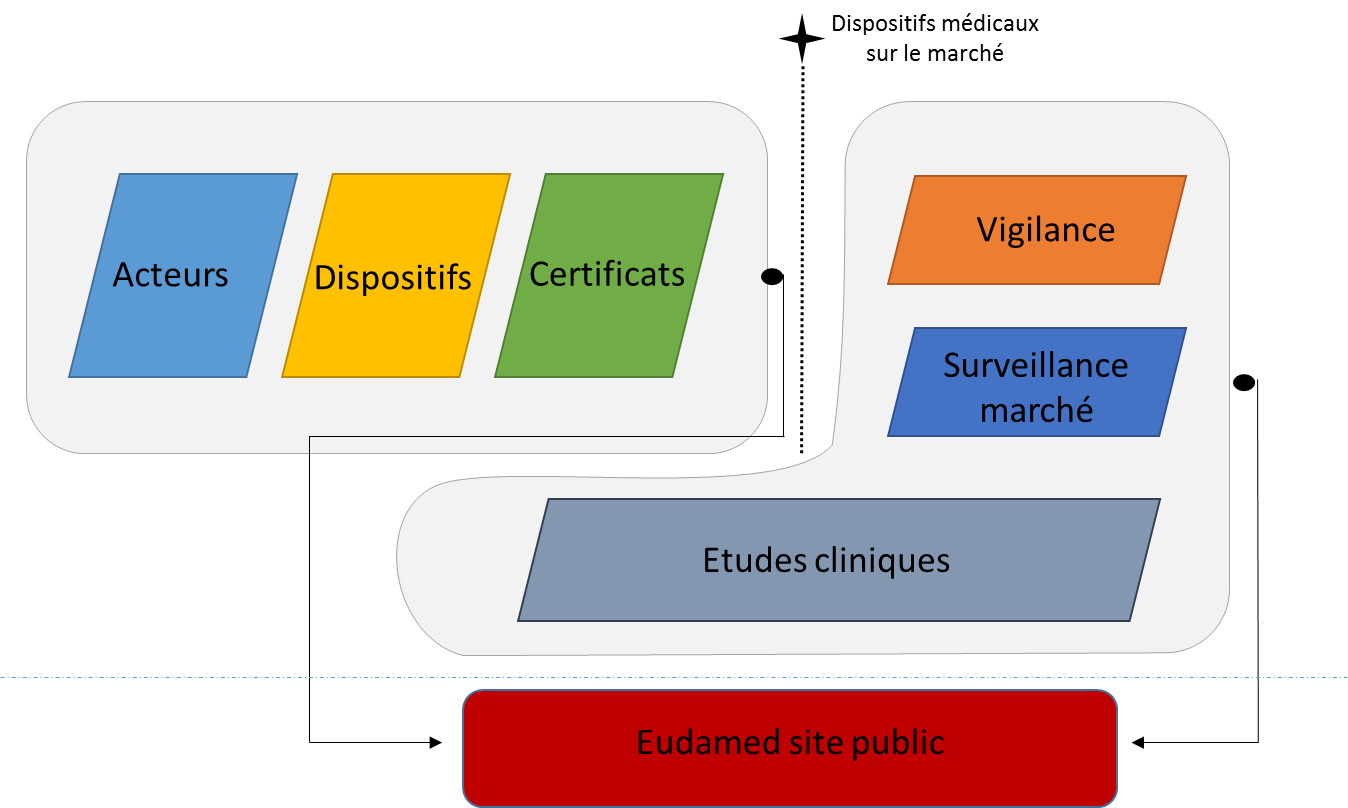 Dispositifs médicaux
sur le marché
Acteurs
Dispositifs
Certificats
Vigilance
Surveillance
marché
Etudes cliniques
Eudamed site public